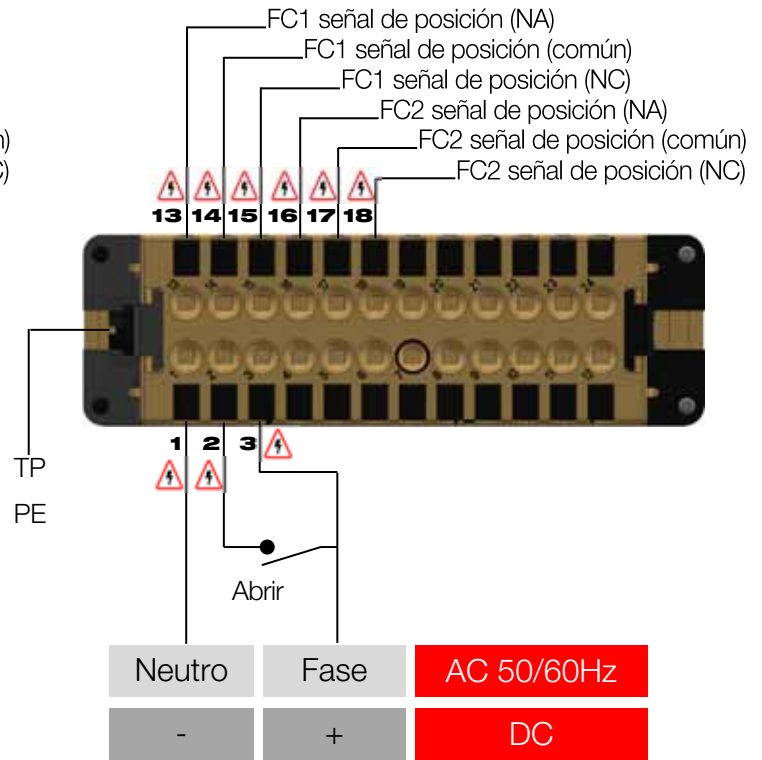 FC1 señal de posición (NA)
FC1 señal de posición (común)
FC1 señal de posición (NC)
FC2 señal de posición (NA)
FC2 señal de posición (común)
FC2 señal de posición (NC)
13 14 15 16 17 18
1 2 3
TP
PE
Abrir
Neutro Fase AC 50/60Hz
- + DC